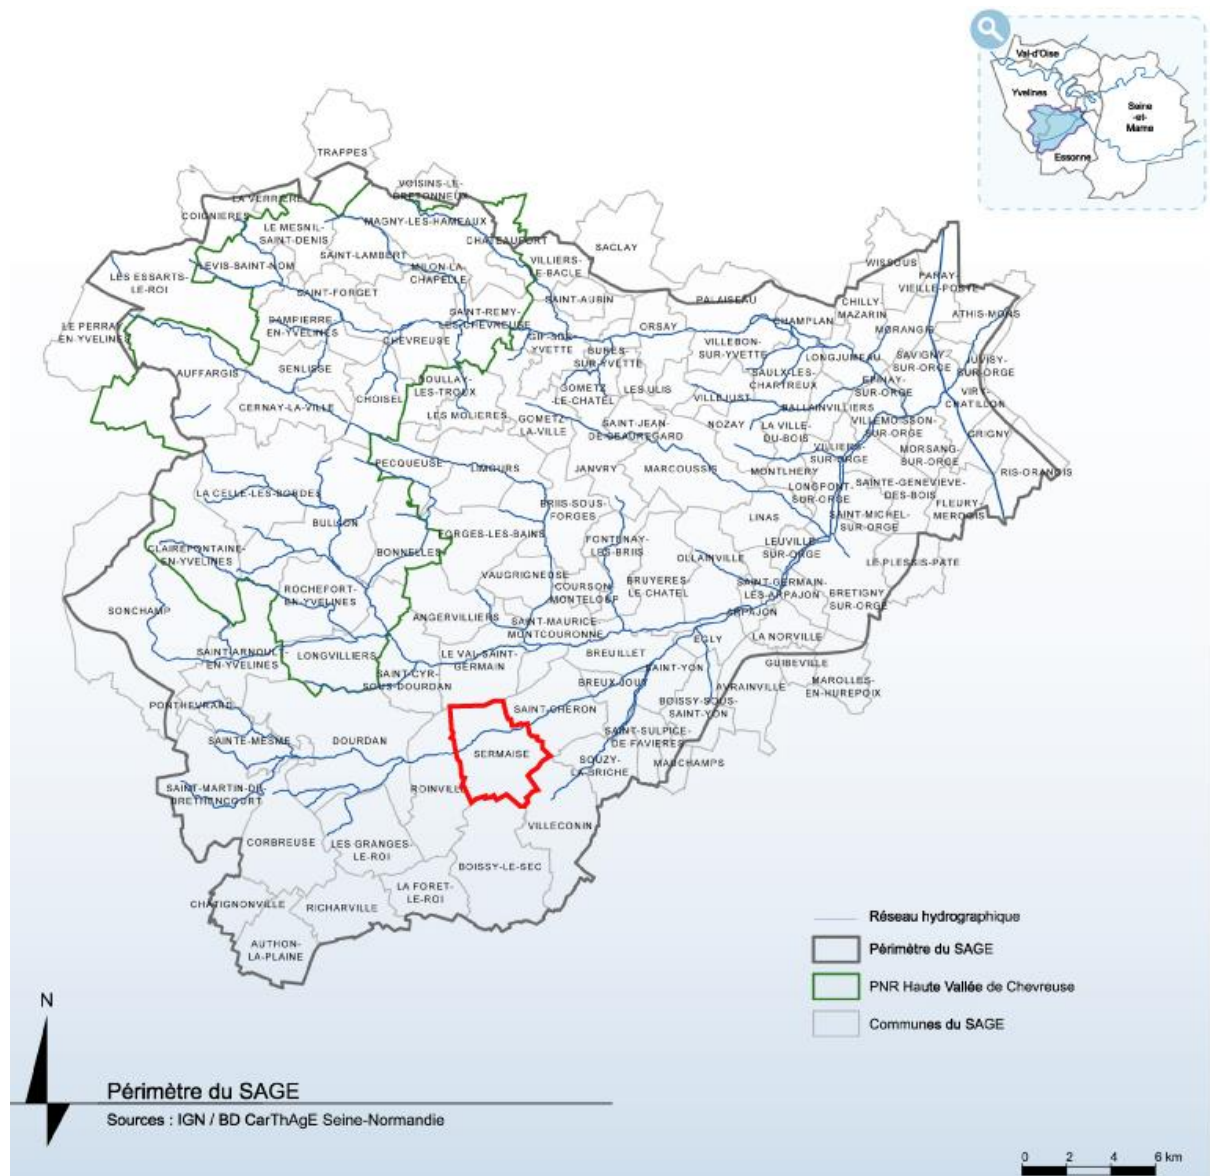 Val-d'Oise
Yvelines
Seine
-et-
Marne
Essonne
TRAPPES
VOISINS-LE-
BRETONNEUX
LA VERRIERE
COIGNIERES
LE MESNIL-
SAINT-DENIS
MAGNY-LES-HAMEAUX
CHATEAUFORT
SACLAY
SAINT-LAMBERT
MILON-LA-
CHAPELLE
VILLIERS-
LE-BACLE
LEVIS-SAINT-NOM
LES ESSARTS-
LE-ROI
WISSOUS
PARAY-
VIEILLE-POSTE
SAINT-FORGET
SAINT-AUBIN
PALAISEAU
CHILLY-
MAZARIN
ATHIS-MONS
LE PERRAY-
EN-YVELINES
DAMPIERRE-
EN-YVELINES
SAINT-REMY-
LES-CHEVREUSE
CHEVREUSE
GIF-SUR-
YVETTE
ORSAY
CHAMPLAN
MORANGIS
VILLEBON-
SUR-YVETTE
BURES-
SUR-YVETTE
LONGJUMEAU
SAVIGNY-
SUR-ORGE
JUVISY-
SUR-ORGE
AUFFARGIS
SENLISSE
BOULLAY-
LES-TROUX
GOMETZ
LE-CHATEL
LES ULIS
SAULX-LES-
CHARTREUX
EPINAY-
SUR-ORGE
VIRY-
CHATILLON
CERNAY-LA-VILLE
CHOISEL
LES MOLIERES
GOMETZ-
LA-VILLE
VILLEJUST
BALLAINVILLIERS
SAINT-JEAN-
DE-BEAUREGARD
NOZAY
LA VILLE-
DU-BOIS
VILLEMOISSON-
SUR-ORGE
GRIGNY
VILLIERS-
SUR-ORGE
MORSANG-
SUR-ORGE
PECQUEUSE
LIMOURS
JANVRY
MARCOUSSIS
MONTLHERY
RIS-ORANGIS
LA CELLE-LES-BORDES
LONGPONT-
SUR-ORGE
SAINTE-GENEVIEVE-
DES-BOIS
BRIIS-SOUS-
FORGES
LINAS
SAINT-MICHEL-
SUR-ORGE
FLEURY-
MEROGIS
BULLION
FORGES-LES-BAINS
FONTENAY-
LES-BRIIS
LEUVILLE-
SUR-ORGE
CLAIREFONTAINE-
EN-YVELINES
BONNELLES
OLLAINVILLE
LE PLESSIS-PATE
VAUGRIGNEUSE
COURSON-
MONTELOUP
BRUYERES-
LE-CHATEL
SAINT-GERMAIN-
LES-ARPAJON
BRETIGNY-
SUR-ORGE
ROCHEFORT-
EN-YVELINES
SONCHAMP
ANGERVILLIERS
SAINT-MAURICE-
MONTCOURONNE
ARPAJON
EGLY
LA NORVILLE
SAINT-ARNOULT-
EN-YVELINES
LONGVILLIERS
LE VAL-SAINT-
GERMAIN
BREUILLET
GUIBEVILLE
SAINT-CYR-
SOUS-DOURDAN
SAINT-YON
BREUX-JOUY
AVRAINVILLE
MAROLLES-
EN-HUREPOIX
PONTHEVRARD
SAINT-CHERON
BOISSY-SOUS-
SAINT-YON
SAINTE-MESME
DOURDAN
SAINT-SULPICE-
DE-FAVIERES
SERMAISE
SOUZY-
LA-BRICHE
MAUCHAMPS
SAINT-MARTIN-DE-
BRETHENCOURT
ROINVILLE
VILLECONIN
CORBREUSE
LES GRANGES-
LE-ROI
BOISSY-LE-SEC
LA FORET-
LE-ROI
CHATIGNONVILLE
RICHARVILLE
AUTHON-
LA-PLAINE
Réseau hydrographique
Périmètre du SAGE
PNR Haute Vallée de Chevreuse
Communes du SAGE
N
Périmètre du SAGE
Sources : IGN / BD CarThAgE Seine-Normandie
0 2 4 6 km